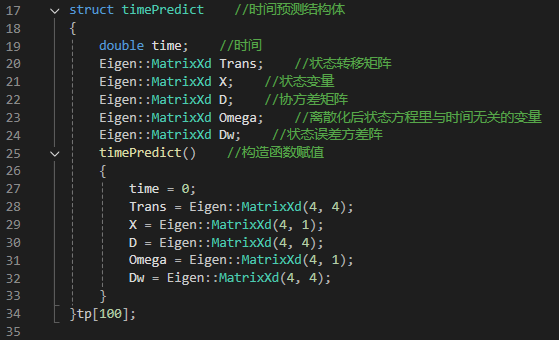 17 struct timePredict    //时间预测结构体
18 {
19     double time;    //时间
20     Eigen::MatrixXd Trans;    //状态转移矩阵
21     Eigen::MatrixXd X;    //状态变量
22     Eigen::MatrixXd D;    //协方差矩阵
23     Eigen::MatrixXd Omega;    //离散化后状态方程里与时间无关的变量
24     Eigen::MatrixXd Dw;    //状态误差方差阵
25     timePredict()    //构造函数赋值
26     {
27         time = 0;
28         Trans = Eigen::MatrixXd(4, 4);
29         X = Eigen::MatrixXd(4, 1);
30         D = Eigen::MatrixXd(4, 4);
31         Omega = Eigen::MatrixXd(4, 1);
32         Dw = Eigen::MatrixXd(4, 4);
33     }
34 }tp[100];
35